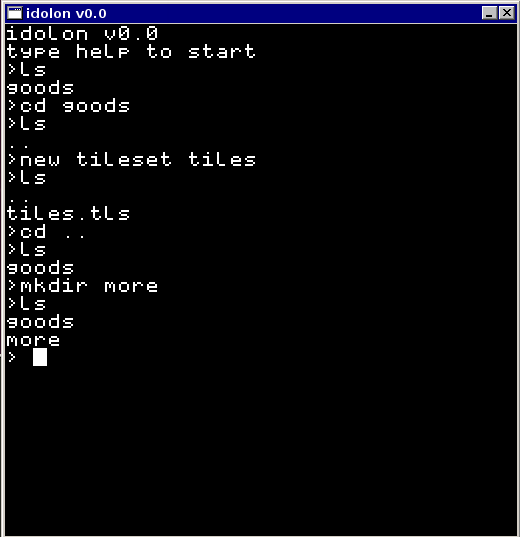 idolon v0.0
idolon v0.0
type help to start
>ls
goods
>cd goods
>ls
..
>new tileset tiles
>ls
..
tiles.tls
>cd ..
>ls
goods
>mkdir more
>ls
goods
more
>